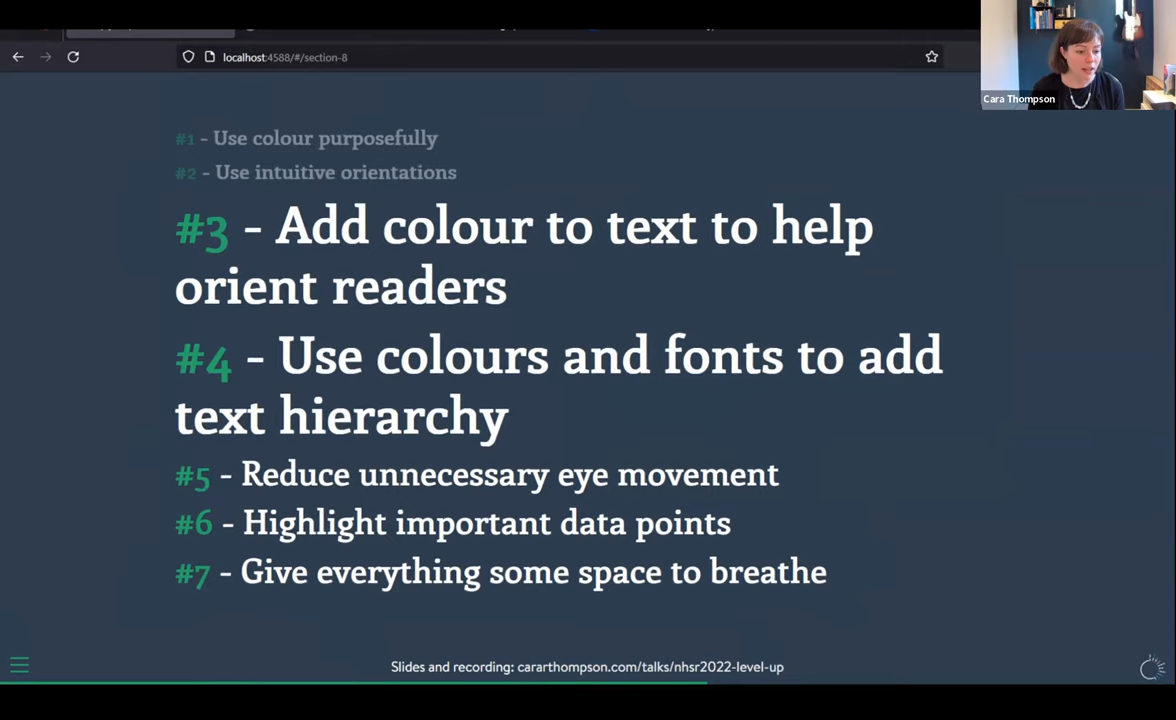 localhost:4588/#/section-8
Cara Thompson
#1 - Use colour purposefully
#2 - Use intuitive orientations
#3 - Add colour to text to help
orient readers
#4 - Use colours and fonts to add
text hierarchy
#5 - Reduce unnecessary eye movement
#6 - Highlight important data points
#7 - Give everything some space to breathe
Slides and recording: cararthompson.com/talks/nhsr2022-level-up